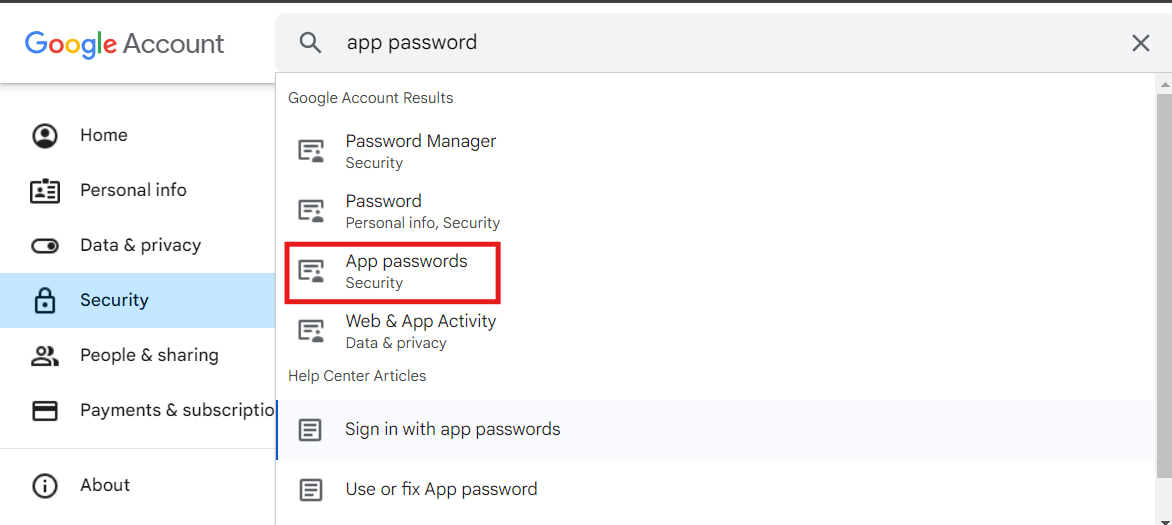 Google Account
app password
Home
Personal info
Data & privacy
Security
People & sharing
Payments & subscriptio
About
Google Account Results
Password Manager
Security
Password
Personal info, Security
App passwords
Security
Web & App Activity
Data & privacy
Help Center Articles
Sign in with app passwords
Use or fix App password